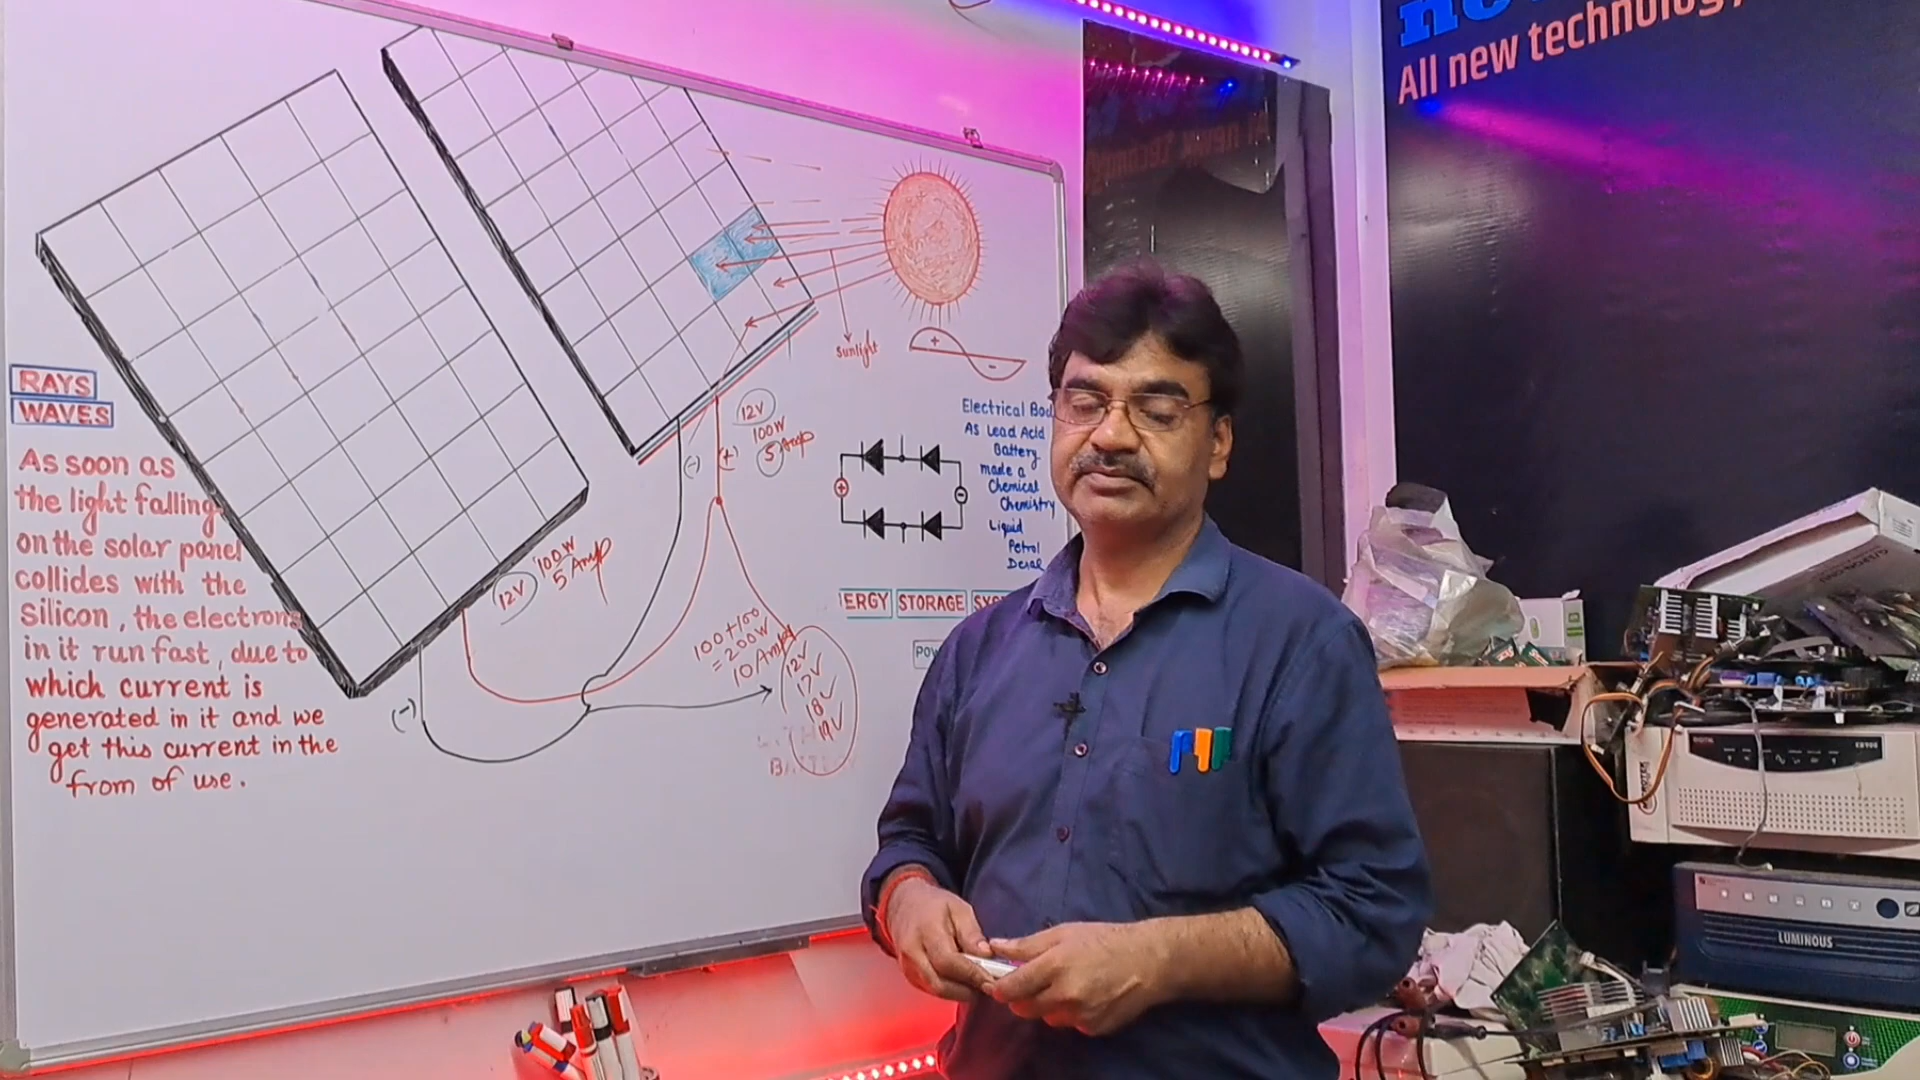 All new technology
RAYS
WAVES
As soon as
the light falling
on the solar panel
collides with the
Silicon, the electrons
in it run fast, due to
which current is
generated in it and we
get this current in the
from of use.
sunlight
+
-
12V
100W
5 Amp
(-)
(+)
12V
100W
5 Amp
(-)
100+100
= 200W
10 Amp
12V
17V
18V
19V
Electrical
As Lead Acid
Battery
made a
Chemical
Chemistry
Liquid
Petrol
Desal
+
-
STORAGE
LUMINOUS